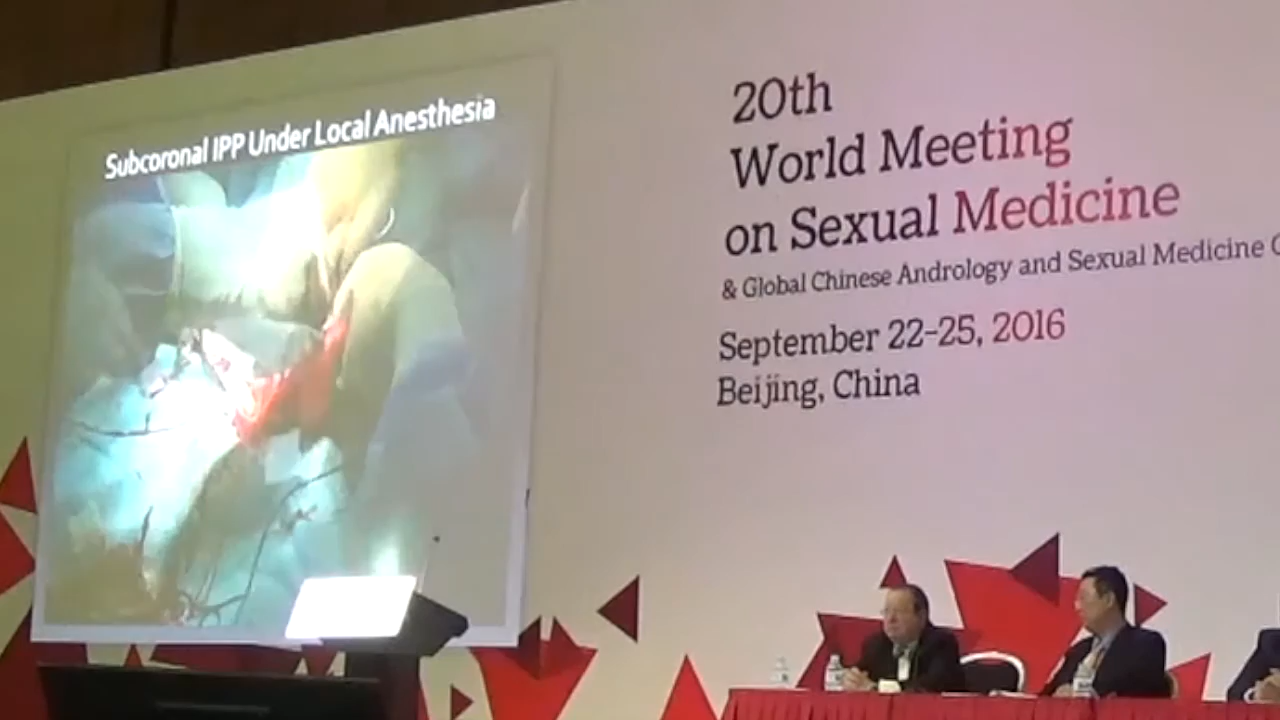 Subcoronal IPP Under Local Anesthesia
20th
World Meeting
on Sexual Medicine
& Global Chinese Andrology and Sexual Medicine
September 22-25, 2016
Beijing, China